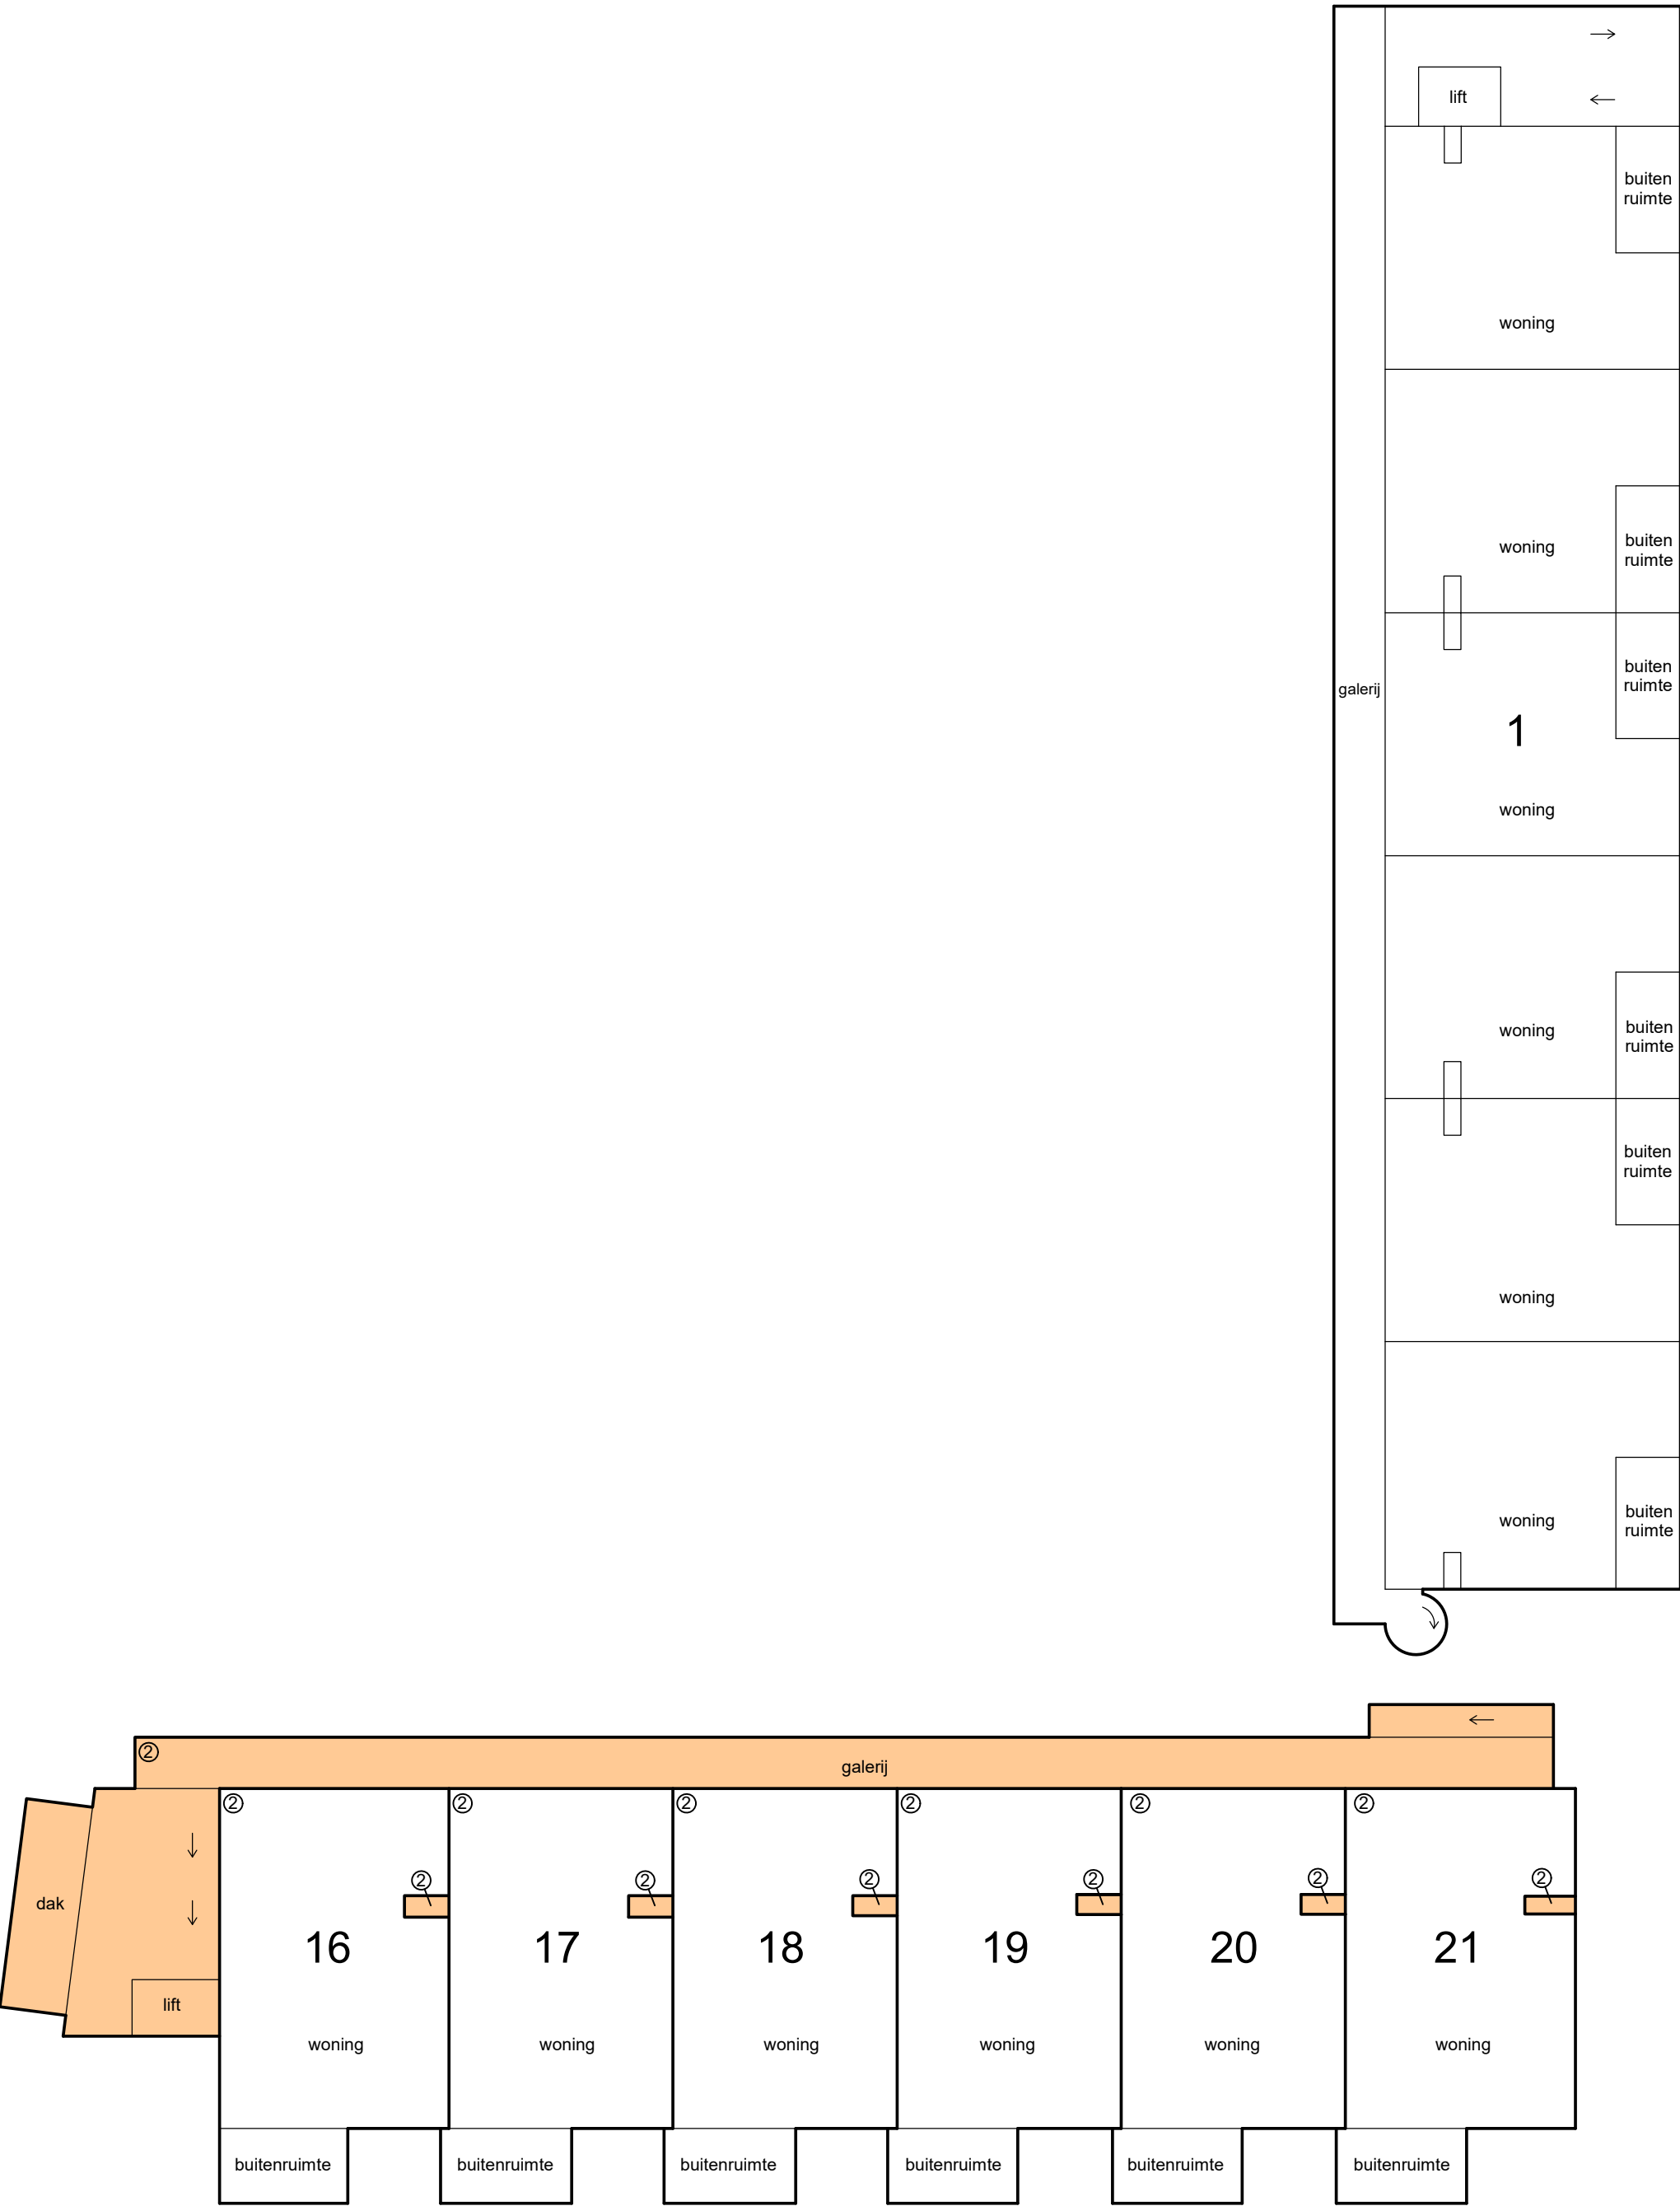 lift
buiten
ruimte
woning
woning
buiten
ruimte
buiten
ruimte
galerij
1
woning
woning
buiten
ruimte
buiten
ruimte
woning
woning
buiten
ruimte
②
galerij
② ② ② ② ② ②
② ② ② ② ② ②
dak
16 17 18 19 20 21
lift
woning woning woning woning woning woning
buitenruimte buitenruimte buitenruimte buitenruimte buitenruimte buitenruimte